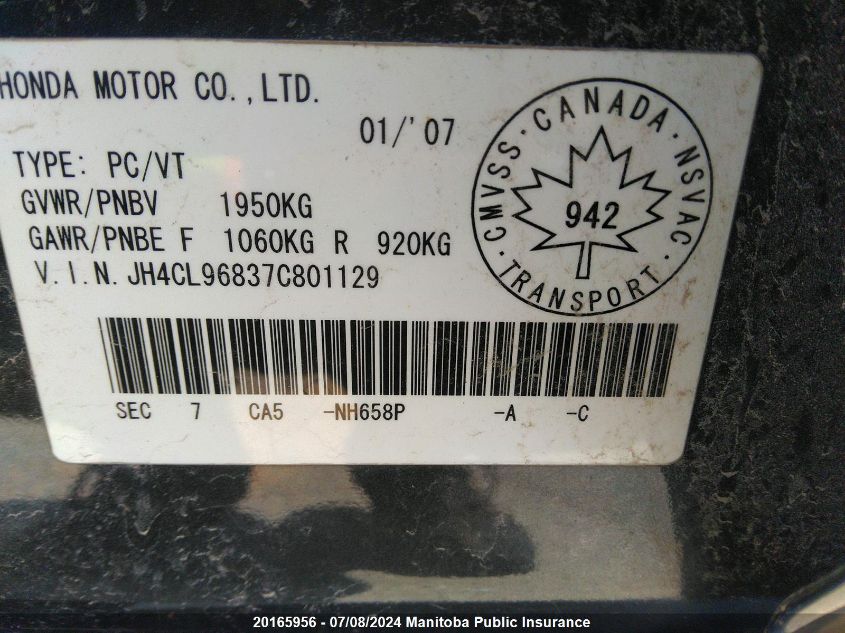 HONDA MOTOR CO.,LTD.
01/'07
TYPE: PC/VT
GVWR/PNBV 1950KG
GAWR/PNBE F 1060KG R 920KG
V.I.N. JH4CL96837C801129
CANADA · NSVAC · TRANSPORT · CMVSS ·
942
SEC 7 CA5 -NH658P -A -C
20165956 - 07/08/2024 Manitoba Public Insurance